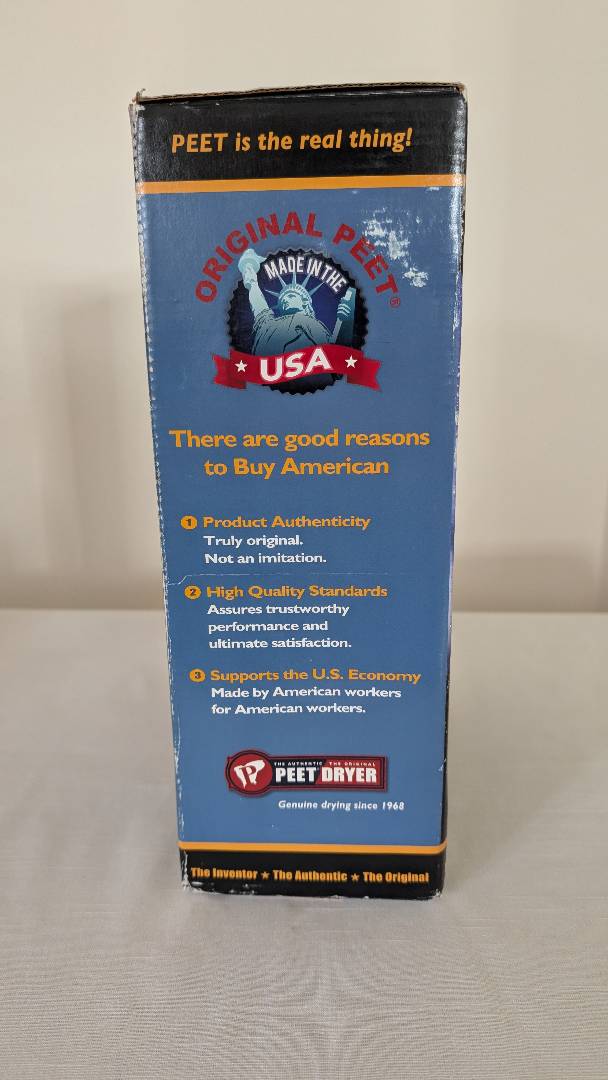 PEET is the real thing!
ORIGINAL PEET®
MADE IN THE
USA
There are good reasons
to Buy American
1 Product Authenticity
Truly original.
Not an imitation.
2 High Quality Standards
Assures trustworthy
performance and
ultimate satisfaction.
3 Supports the U.S. Economy
Made by American workers
for American workers.
THE AUTHENTIC THE ORIGINAL
P PEET® DRYER
Genuine drying since 1968
The Inventor ★ The Authentic ★ The Original